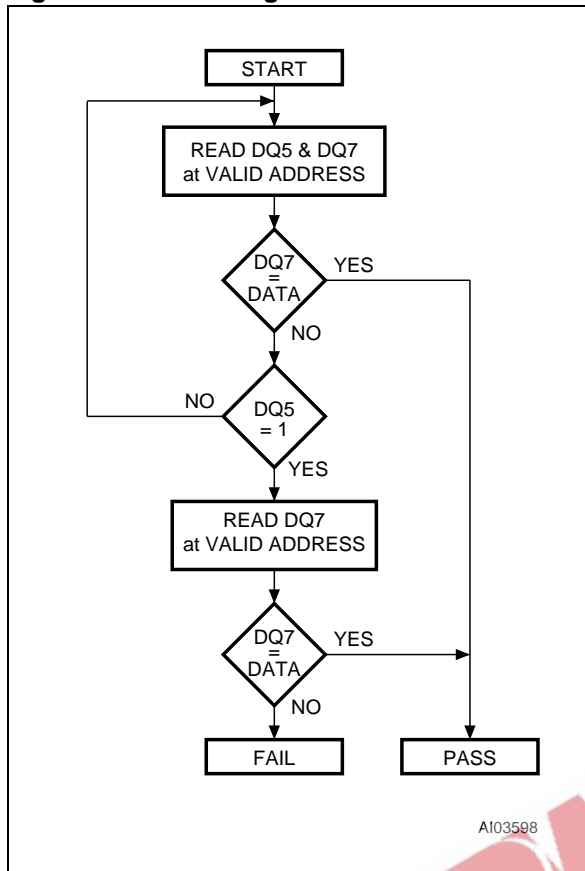 START
READ DQ5 & DQ7
at VALID ADDRESS
DQ7
=
DATA
YES
NO
NO
DQ5
= 1
YES
READ DQ7
at VALID ADDRESS
DQ7
=
DATA
YES
NO
FAIL
PASS
AI03598